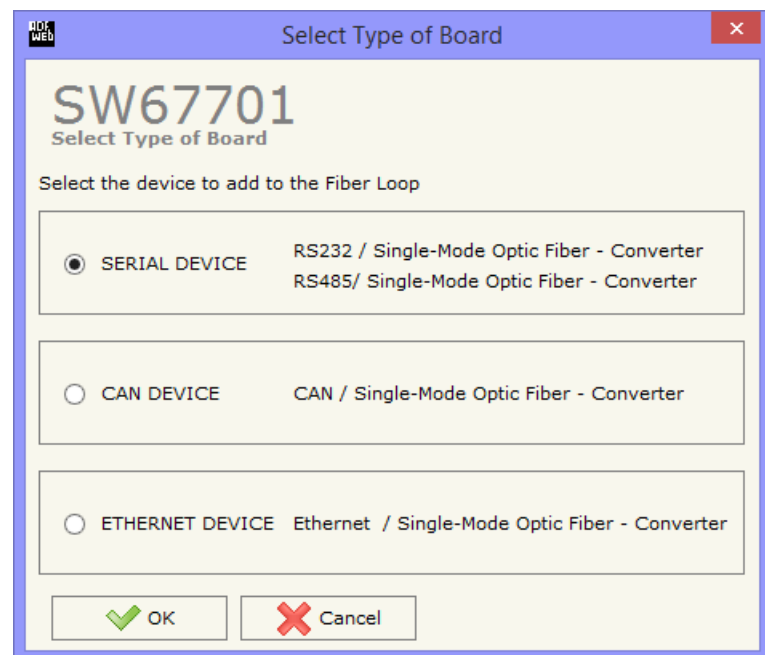 ADF
WEB
Select Type of Board
SW67701
Select Type of Board
Select the device to add to the Fiber Loop
SERIAL DEVICE
RS232 / Single-Mode Optic Fiber - Converter
RS485/ Single-Mode Optic Fiber - Converter
CAN DEVICE
CAN / Single-Mode Optic Fiber - Converter
ETHERNET DEVICE
Ethernet / Single-Mode Optic Fiber - Converter
OK
Cancel